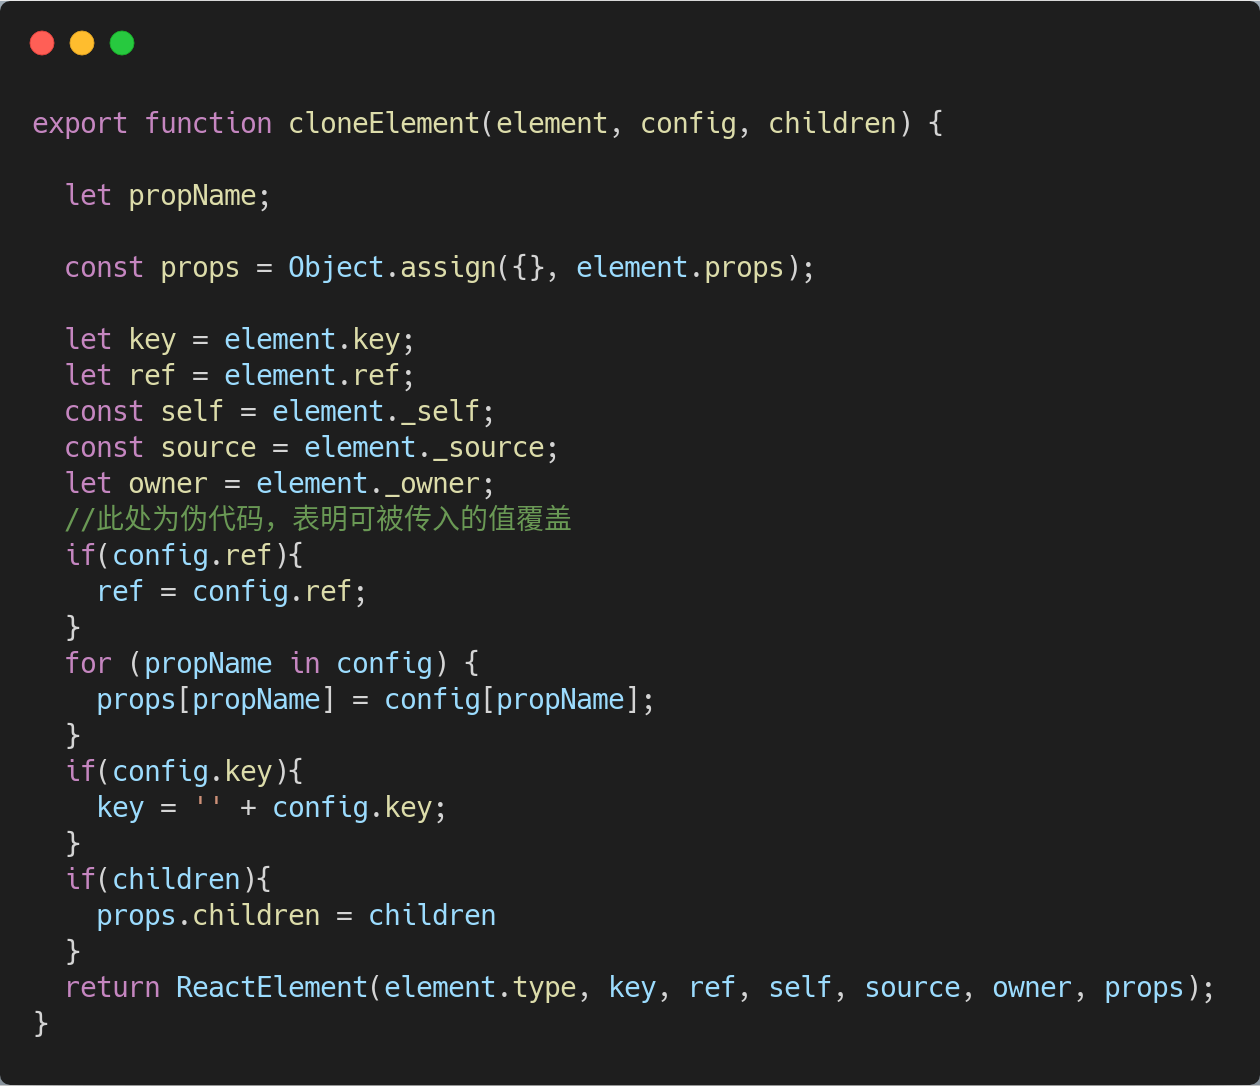 export function cloneElement(element, config, children) {
  let propName;
  const props = Object.assign({}, element.props);
  let key = element.key;
  let ref = element.ref;
  const self = element._self;
  const source = element._source;
  let owner = element._owner;
  //此处为伪代码，表明可被传入的值覆盖
  if(config.ref){
    ref = config.ref;
  }
  for (propName in config) {
    props[propName] = config[propName];
  }
  if(config.key){
    key = '' + config.key;
  }
  if(children){
    props.children = children
  }
  return ReactElement(element.type, key, ref, self, source, owner, props);
}